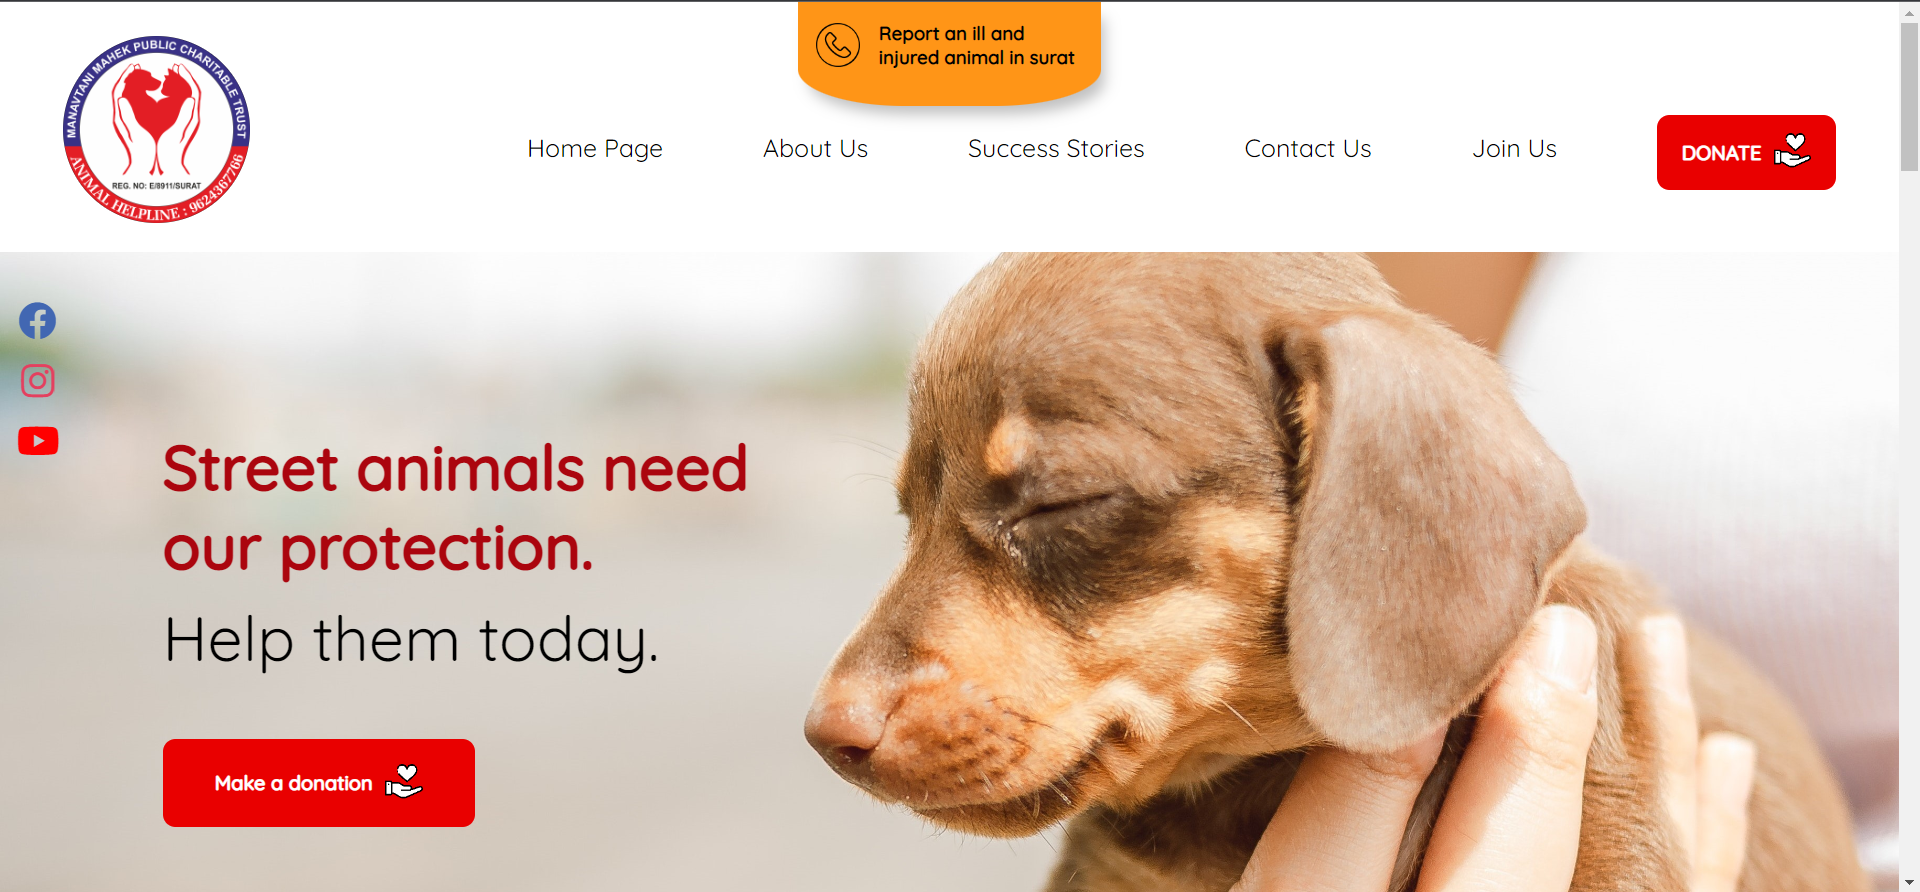 MANAVTANI MAHEK PUBLIC CHARITABLE TRUST
REG. NO: E/8911/SURAT
ANIMAL HELPLINE : 9624367766
Report an ill and
injured animal in surat
Home Page
About Us
Success Stories
Contact Us
Join Us
DONATE
Street animals need
our protection.
Help them today.
Make a donation